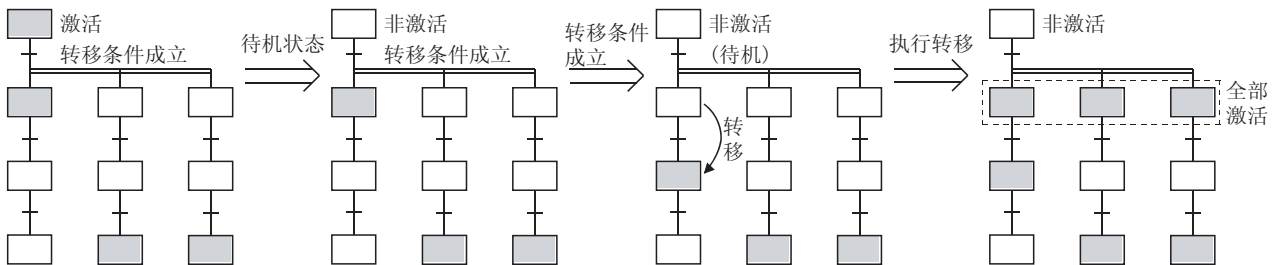 激活
转移条件成立
待机状态
非激活
转移条件成立
转移条件
成立
非激活
(待机)
转
移
执行转移
非激活
全部
激活